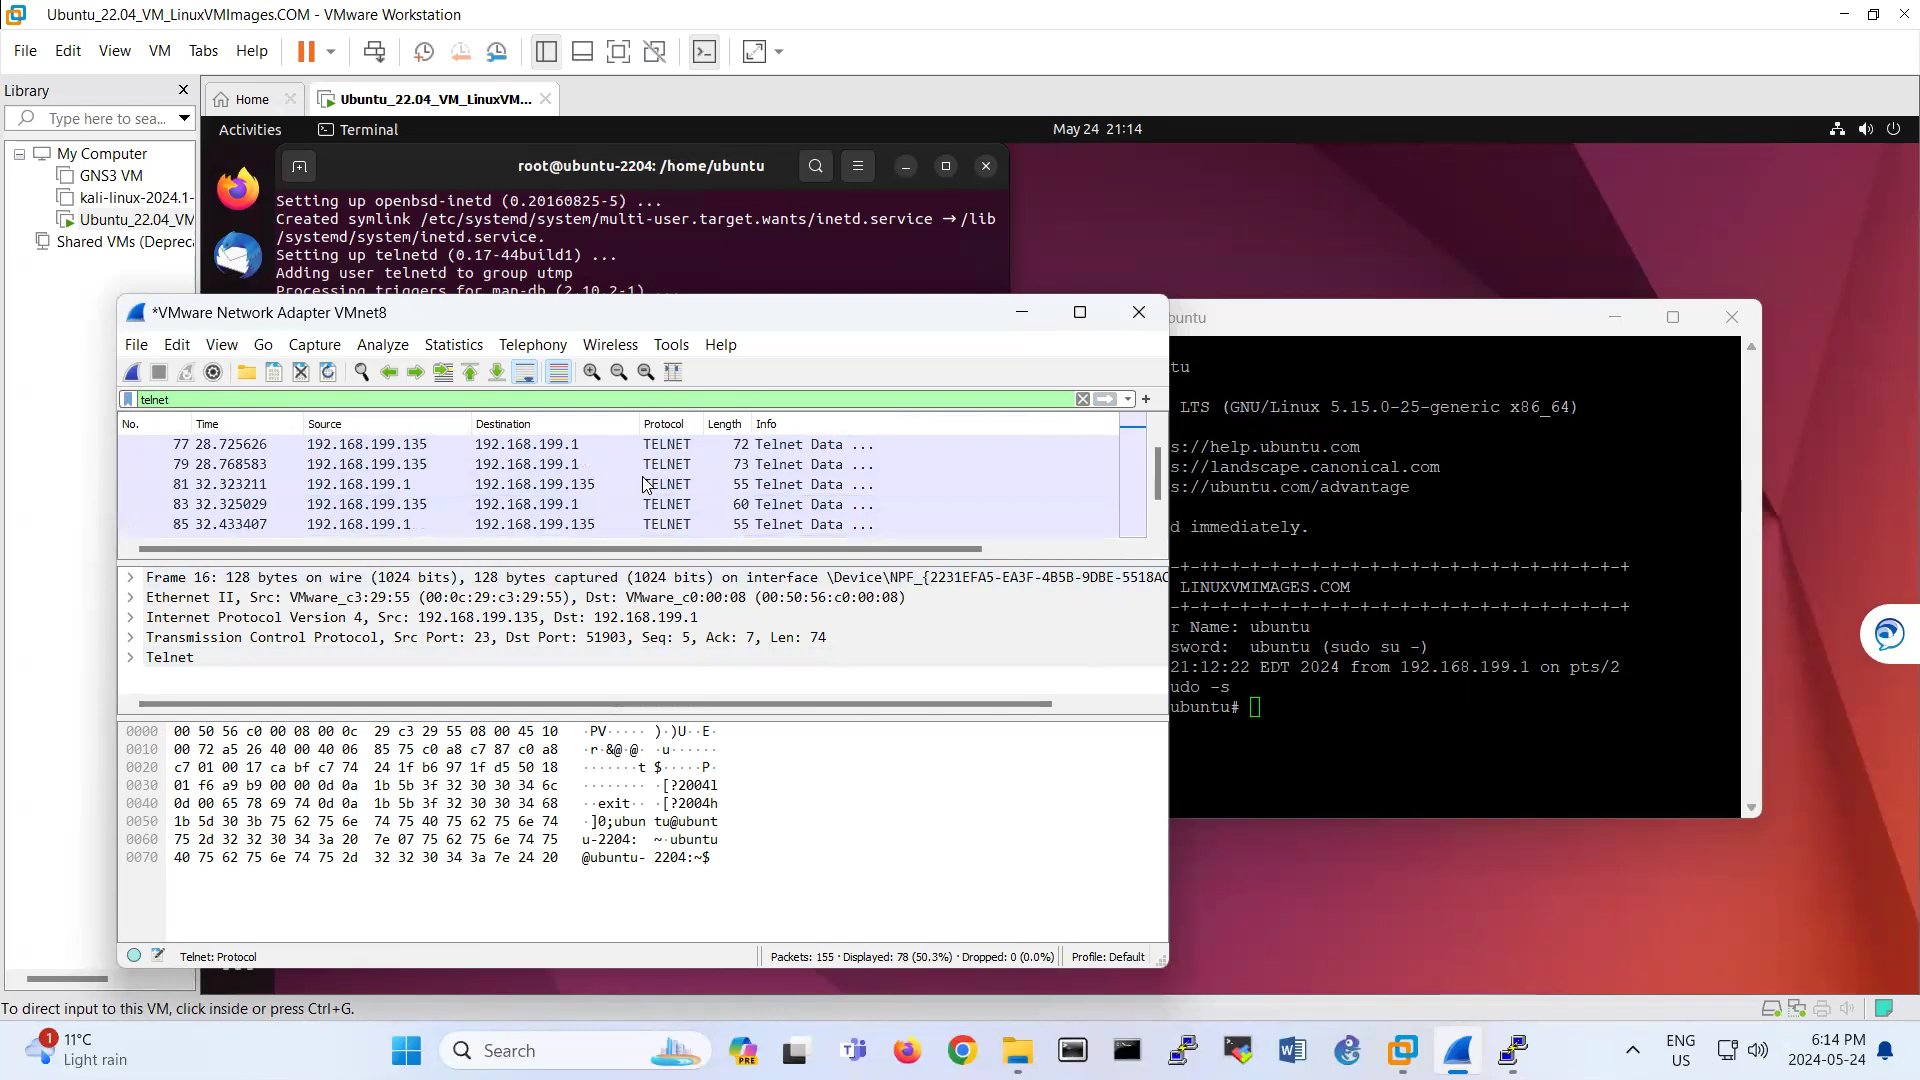 Ubuntu_22.04_VM_LinuxVMImages.COM - VMware Workstation
File Edit View VM Tabs Help
Library
Type here to sea...
My Computer
GNS3 VM
kali-linux-2024.1-
Ubuntu_22.04_VM
Shared VMs (Depreca
Home
Ubuntu_22.04_VM_LinuxVM...
Activities
Terminal
May 24 21:14
root@ubuntu-2204: /home/ubuntu
Setting up openbsd-inetd (0.20160825-5) ...
Created symlink /etc/systemd/system/multi-user.target.wants/inetd.service → /lib
/systemd/system/inetd.service.
Setting up telnetd (0.17-44build1) ...
Adding user telnetd to group utmp
Processing triggers for man-db (2.10.2-1) ...
*VMware Network Adapter VMnet8
File Edit View Go Capture Analyze Statistics Telephony Wireless Tools Help
telnet
No. Time Source Destination Protocol Length Info
77 28.725626 192.168.199.135 192.168.199.1 TELNET 72 Telnet Data ...
79 28.768583 192.168.199.135 192.168.199.1 TELNET 73 Telnet Data ...
81 32.323211 192.168.199.1 192.168.199.135 TELNET 55 Telnet Data ...
83 32.325029 192.168.199.135 192.168.199.1 TELNET 60 Telnet Data ...
85 32.433407 192.168.199.1 192.168.199.135 TELNET 55 Telnet Data ...
Frame 16: 128 bytes on wire (1024 bits), 128 bytes captured (1024 bits) on interface \Device\NPF_{2231EFA5-EA3F-4B5B-9DBE-5518AC
Ethernet II, Src: VMware_c3:29:55 (00:0c:29:c3:29:55), Dst: VMware_c0:00:08 (00:50:56:c0:00:08)
Internet Protocol Version 4, Src: 192.168.199.135, Dst: 192.168.199.1
Transmission Control Protocol, Src Port: 23, Dst Port: 51903, Seq: 5, Ack: 7, Len: 74
Telnet
0000 00 50 56 c0 00 08 00 0c 29 c3 29 55 08 00 45 10 ·PV·····)·)U··E·
0010 00 72 a5 26 40 00 40 06 85 75 c0 a8 c7 87 c0 a8 ·r·&@·@··u······
0020 c7 01 00 17 ca bf c7 74 24 1f b6 97 1f d5 50 18 ·······t$·····P·
0030 01 f6 a9 b9 00 00 0d 0a 1b 5b 3f 32 30 30 34 6c ·········[?2004l
0040 0d 00 65 78 69 74 0d 0a 1b 5b 3f 32 30 30 34 68 ··exit···[?2004h
0050 1b 5d 30 3b 75 62 75 6e 74 75 40 75 62 75 6e 74 ·]0;ubun tu@ubunt
0060 75 2d 32 32 30 34 3a 20 7e 07 75 62 75 6e 74 75 u-2204: ~·ubuntu
0070 40 75 62 75 6e 74 75 2d 32 32 30 34 3a 7e 24 20 @ubuntu- 2204:~$
Telnet: Protocol
Packets: 155 · Displayed: 78 (50.3%) · Dropped: 0 (0.0%)
Profile: Default
buntu
tu
LTS (GNU/Linux 5.15.0-25-generic x86_64)
s://help.ubuntu.com
s://landscape.canonical.com
s://ubuntu.com/advantage
d immediately.
-+-++-+-+-+-+-+-+-+-+-+-+-+-+-+-+-+-++-+-+
LINUXVMIMAGES.COM
-+-++-+-+-+-+-+-+-+-+-+-+-+-+-+-+-+-++-+-+
r Name: ubuntu
sword: ubuntu (sudo su -)
21:12:22 EDT 2024 from 192.168.199.1 on pts/2
udo -s
ubuntu#
To direct input to this VM, click inside or press Ctrl+G.
1
11°C
Light rain
Search
PRE
ENG
US
6:14 PM
2024-05-24